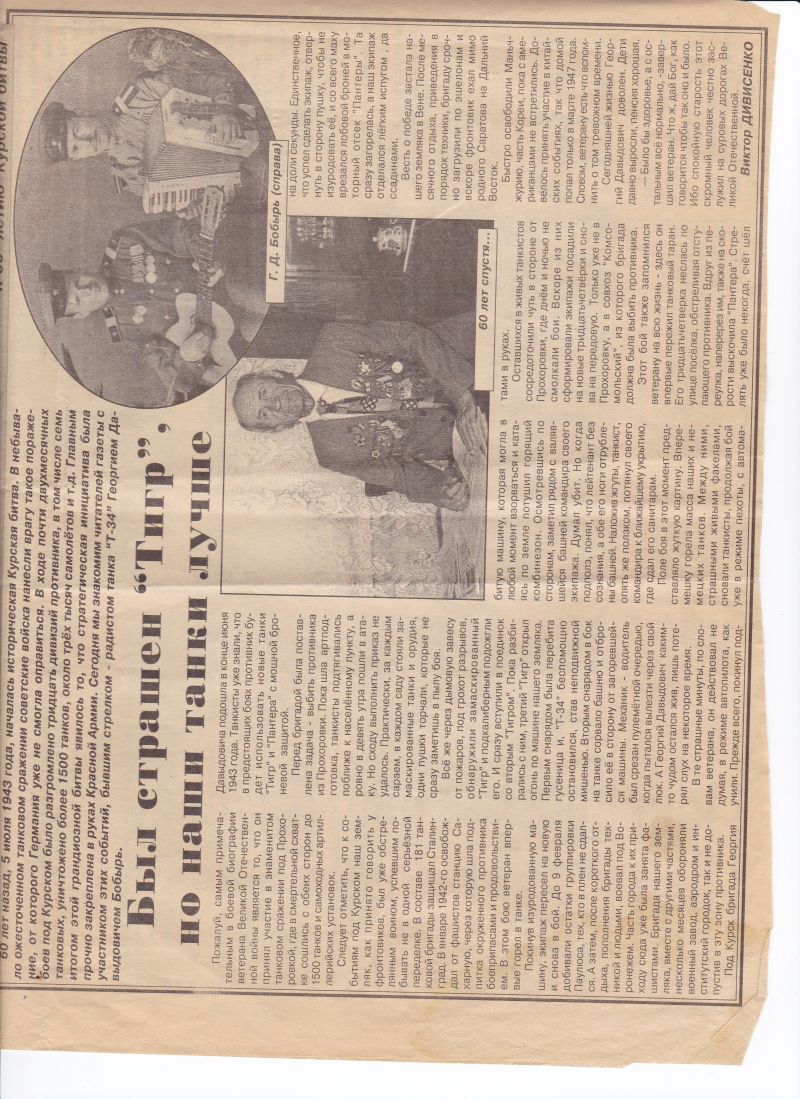 К 60-летию Курской битвы
60 лет назад, 5 июля 1943 года, началась историческая Курская битва. В небыва-
ло ожесточенном танковом сражении советские войска нанесли врагу такое пораже-
ние, от которого Германия уже не смогла оправиться. В ходе почти двухмесячных
боев под Курском было разгромлено тридцать дивизий противника, в том числе семь
танковых, уничтожено более 1500 танков, около трёх тысяч самолётов и т.д. Главным
итогом этой грандиозной битвы явилось то, что стратегическая инициатива была
прочно закреплена в руках Красной Армии. Сегодня мы знакомим читателей газеты с
участником этих событий, бывшим стрелком - радистом танка “Т-34” Георгием Да-
выдовичем Бобырь.
Был страшен “Тигр”,
но наши танки лучше
Пожалуй, самым примеча-
тельным в боевой биографии
ветерана Великой Отечествен-
ной войны является то, что он
принял участие в знаменитом
танковом сражении под Прохо-
ровкой, где в смертельной схват-
ке сошлись с обеих сторон до
1500 танков и самоходных артил-
лерийских установок.
Следует отметить, что к со-
бытиям под Курском наш зем-
ляк, как принято говорить у
фронтовиков, был уже обстре-
лянным воином, успевшим по-
бывать не в одной серьёзной
переделке. В составе 181 тан-
ковой бригады защищал Сталин-
град. В январе 1942-го освобож-
дал от фашистов станцию Са-
харную, через которую шла под-
питка окруженного противника
боеприпасами и продовольстви-
ем. В этом бою ветеран впер-
вые горел в танке.
Покинув изуродованную ма-
шину, экипаж пересел на новую
и снова в бой. До 9 февраля
добивали остатки группировки
Паулюса, тех, кто в плен не сдал-
ся. А затем, после короткого от-
дыха, пополнения бригады тех-
никой и людьми, воевал под Во-
ронежем. Часть города к их при-
ходу сюда уже была занята фа-
шистами. Бригада нашего зем-
ляка, вместе с другими частями,
несколько месяцев обороняли
военный завод, аэродром и ин-
ститутский городок, так и не до-
пустив в эту зону противника.
Под Курск бригада Георгия
Давыдовича подошла в конце июня
1943 года. Танкисты уже знали, что
в предстоящих боях противник бу-
дет использовать новые танки
“Тигр” и “Пантера” с мощной бро-
невой защитой.
Перед бригадой была постав-
лена задача - выбить противника
из Прохоровки. Пока шла артпод-
готовка, танкисты подтягивались
поближе к населённому пункту, а
ровно в девять утра пошли в ата-
ку. Но сходу выполнить приказ не
удалось. Практически, за каждым
сараем, в каждом саду стояли за-
маскированные танки и орудия,
одни пушки торчали, которые не
сразу заметишь в пылу боя.
Всё же через дымовую завесу
от пожаров, под грохот разрывов,
обнаружили замаскированный
“Тигр” и подкалиберным подожгли
его. И сразу вступили в поединок
со вторым “Тигром”. Пока разби-
рались с ним, третий “Тигр” открыл
огонь по машине нашего земляка.
Первым снарядом была перебита
гусеница и, “Т-34” беспомощно
остановился, став неподвижной
мишенью. Вторым снарядом в бок
на танке сорвало башню и отбро-
сило её в сторону от загоревшей-
ся машины. Механик - водитель
был срезан пулемётной очередью,
когда пытался вылезти через свой
люк. А Георгий Давыдович каким-
то чудом остался жив, лишь поте-
рял слух на некоторое время.
В те страшные минуты, по сло-
вам ветерана, он действовал не
думая, в режиме автопилота, как
учили. Прежде всего, покинул под-
битую машину, которая могла в
любой момент взорваться и ката-
ясь по земле потушил горящий
комбинезон. Осмотревшись по
сторонам, заметил рядом с валяв-
шейся башней командира своего
экипажа. Думал убит. Но когда
подполз, понял, что лейтенант без
сознания, а обе его ноги отрубле-
ны башней. Наложив жгуты, танкист,
опять же ползком, потянул своего
командира к ближайшему укрытию,
где сдал его санитарам.
Поле боя в этот момент пред-
ставляло жуткую картину. Впере-
мешку горела масса наших и не-
мецких танков. Между ними,
страшными живыми факелами,
сновали танкисты, продолжая бой
уже в режиме пехоты, с автома-
тами в руках.
Оставшихся в живых танкистов
сосредоточили чуть в стороне от
Прохоровки, где днём и ночью не
смолкали бои. Вскоре из них
сформировали экипажи посадили
на новые тридцатьчетвёрки и сно-
ва на передовую. Только уже не в
Прохоровку, а в совхоз “Комсо-
мольский”, из которого бригада
должна была выбить противника.
Этот бой также запомнился
ветерану на всю жизнь - здесь он
впервые пережил танковый таран.
Его тридцатьчетверка неслась по
улице посёлка, обстреливая отсту-
пающего противника. Вдруг из пе-
реулка, наперерез им, также на ско-
рости выскочила “Пантера”. Стре-
лять уже было некогда, счёт шёл
на доли секунды. Единственное,
что успел сделать экипаж, отвер-
нуть в сторону пушку, чтобы не
изуродовать её, и со всего маху
врезался лобовой броней в мо-
торный отсек “Пантеры”. Та
сразу загорелась, а наш экипаж
отделался лёгким испугом , да
ссадинами.
Весть о победе застала на-
шего земляка в Вене. После ме-
сячного отдыха, приведения в
порядок техники, бригаду сроч-
но загрузили по эшелонам и
вскоре фронтовик ехал мимо
родного Саратова на Дальний
Восток.
Быстро освободили Маньч-
журию, часть Кореи, пока с аме-
риканцами не встретились. До-
велось принять участие в китай-
ских событиях, так что домой
попал только в марте 1947 года.
Словом, ветерану есть что вспом-
нить о том тревожном времени.
Сегодняшней жизнью Геор-
гий Давыдович доволен. Дети
давно выросли, пенсия хорошая.
– Было бы здоровье, а с ос-
тальным всё нормально, -завер-
шил ветеран. Что ж, дай бог, как
говорится чтобы так оно и было.
Ибо спокойную старость этот
скромный человек честно зас-
лужил на суровых дорогах Ве-
ликой Отечественной.
Виктор ДИВИСЕНКО
Г. Д. Бобырь (справа)
60 лет спустя...